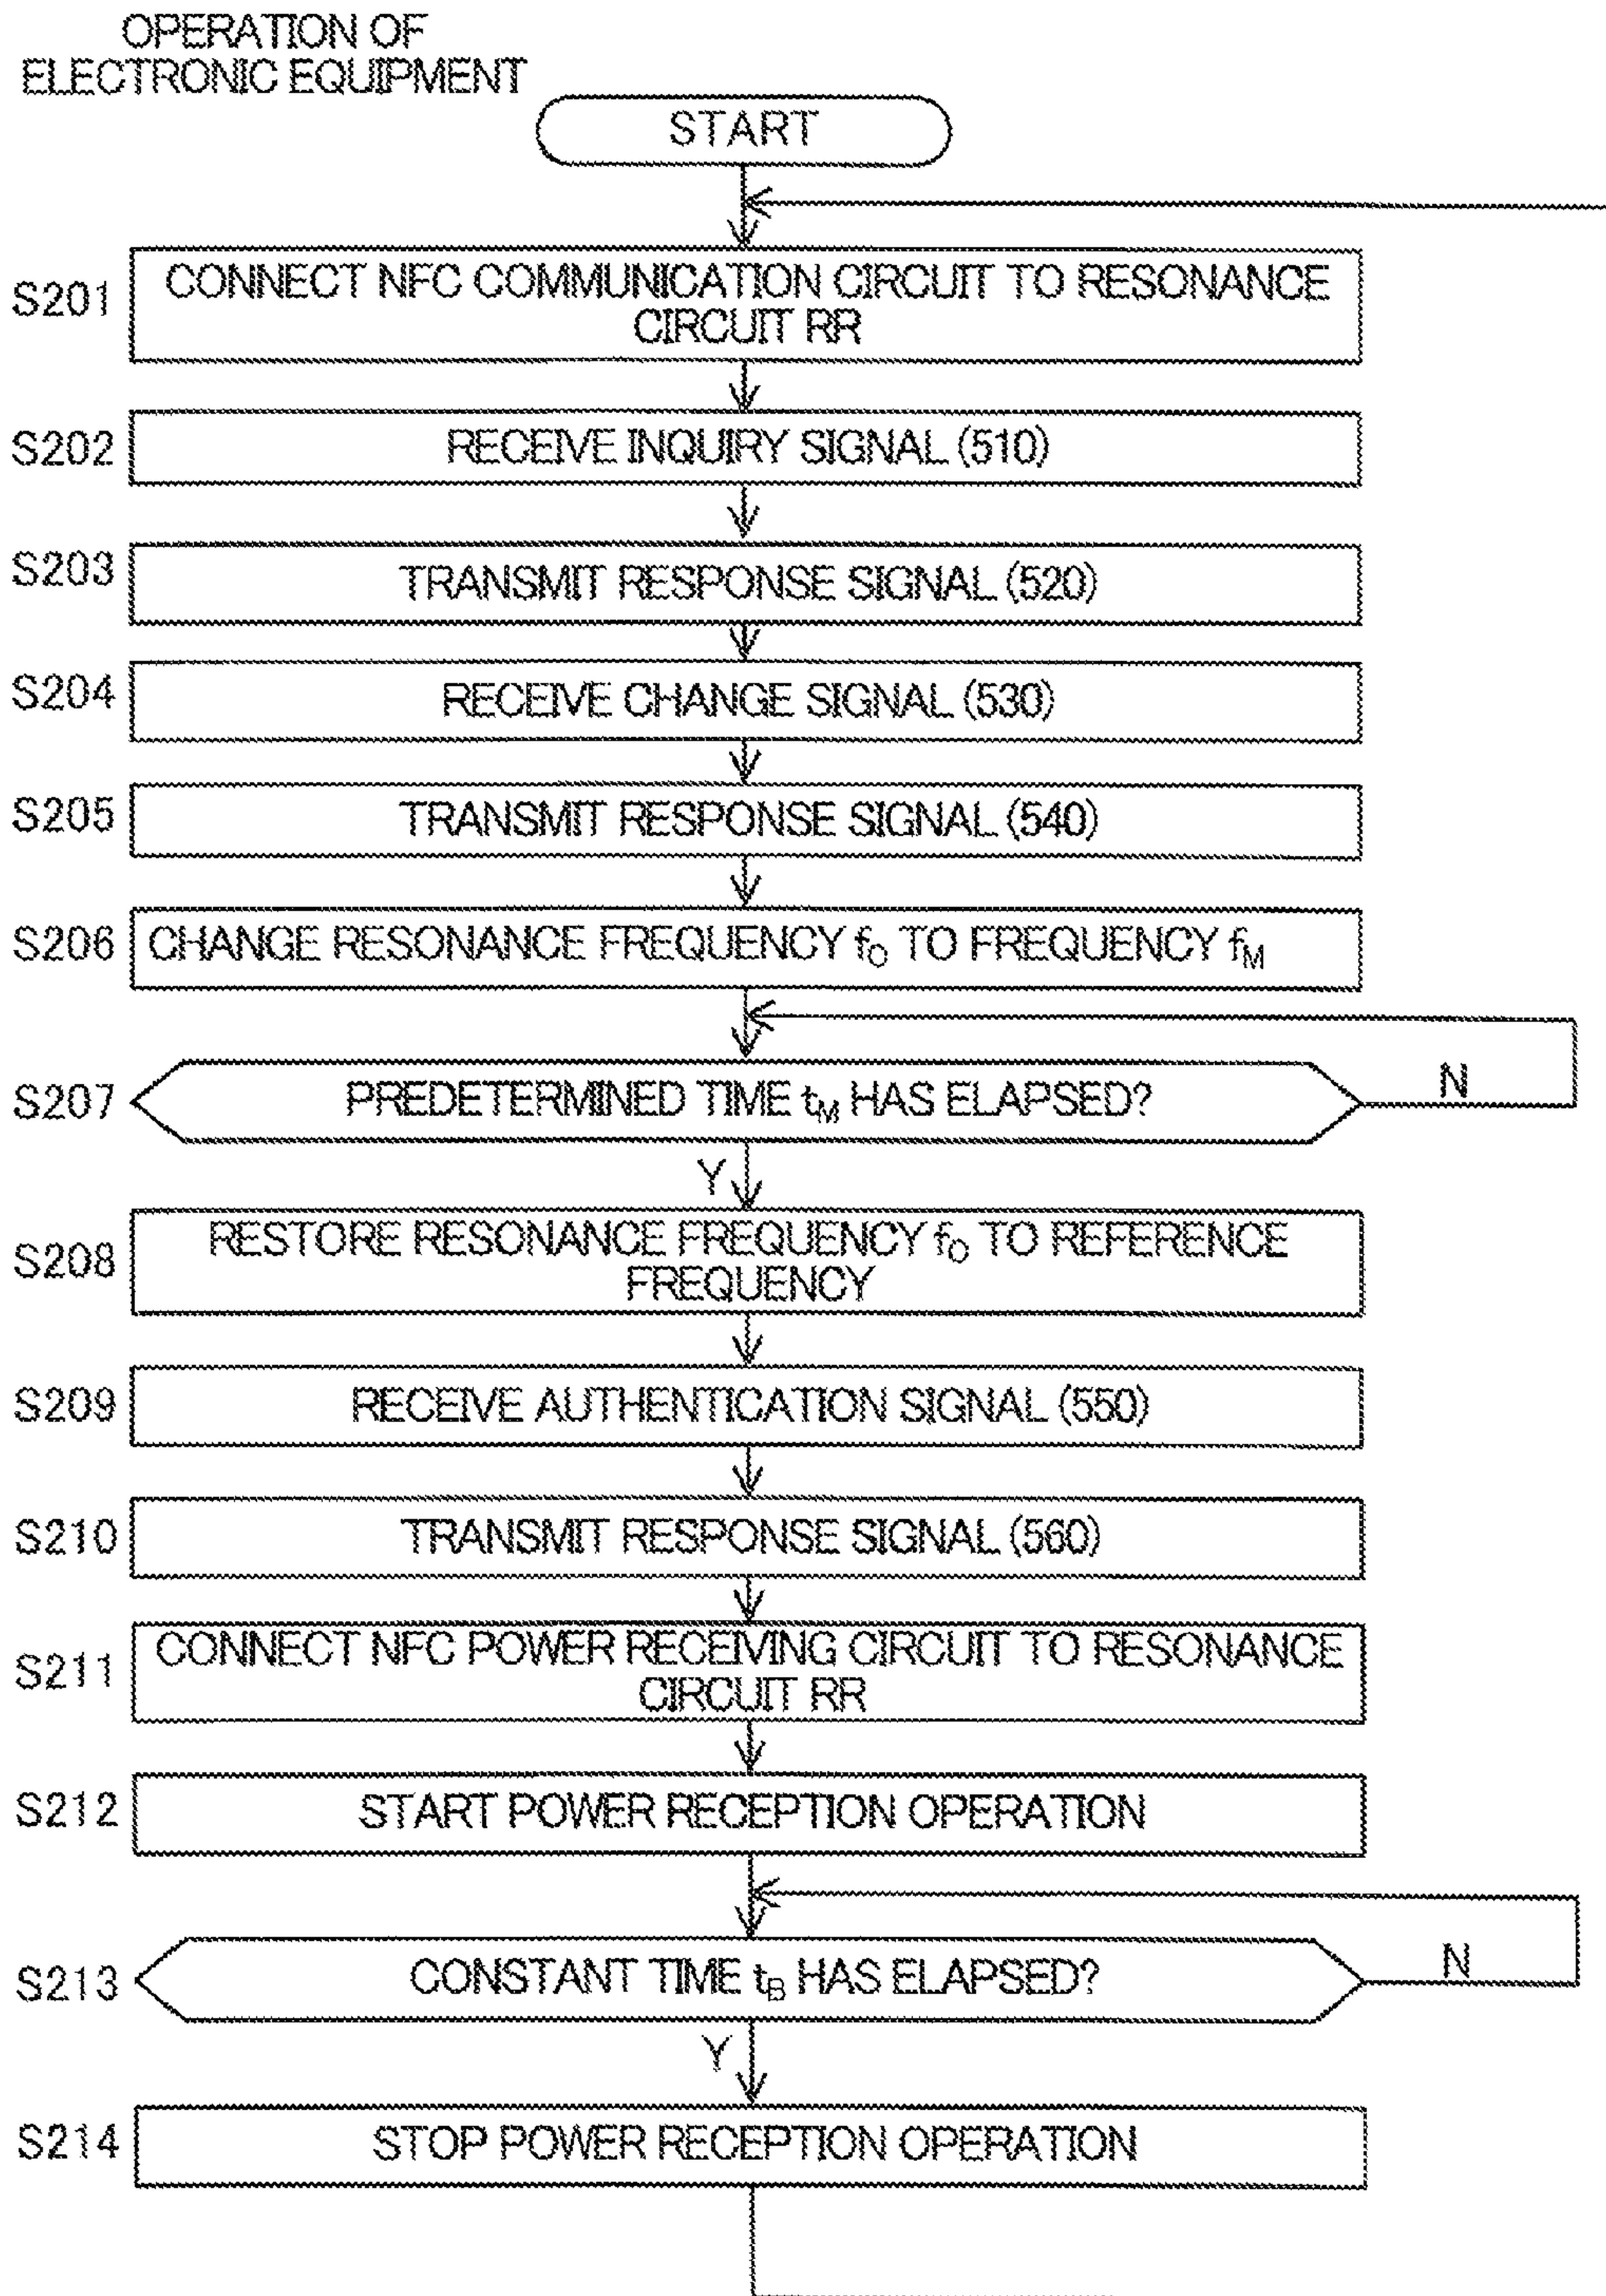 OPERATION OF
ELECTRONIC EQUIPMENT
START
S201
CONNECT NFC COMMUNICATION CIRCUIT TO RESONANCE
CIRCUIT RR
S202
RECEIVE INQUIRY SIGNAL (510)
S203
TRANSMIT RESPONSE SIGNAL (520)
S204
RECEIVE CHANGE SIGNAL (530)
S205
TRANSMIT RESPONSE SIGNAL (540)
S206
CHANGE RESONANCE FREQUENCY fO TO FREQUENCY fM
S207
PREDETERMINED TIME tM HAS ELAPSED?
N
Y
S208
RESTORE RESONANCE FREQUENCY fO TO REFERENCE
FREQUENCY
S209
RECEIVE AUTHENTICATION SIGNAL (550)
S210
TRANSMIT RESPONSE SIGNAL (560)
S211
CONNECT NFC POWER RECEIVING CIRCUIT TO RESONANCE
CIRCUIT RR
S212
START POWER RECEPTION OPERATION
S213
CONSTANT TIME tB HAS ELAPSED?
N
Y
S214
STOP POWER RECEPTION OPERATION